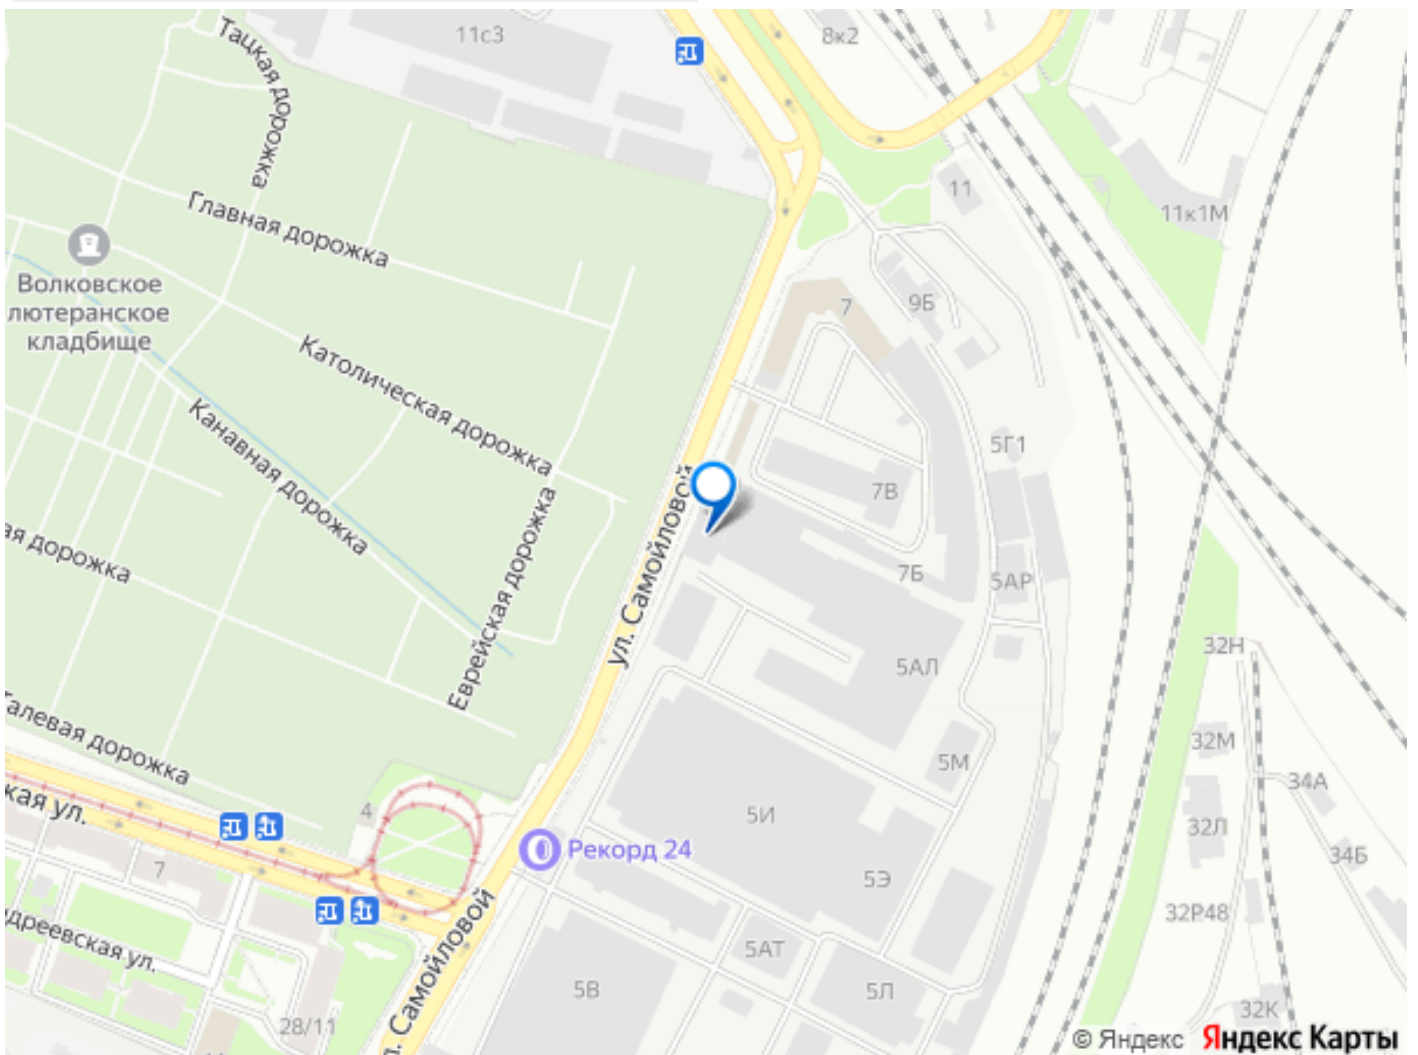 11с3
8к2
Тацкая дорожка
11
11к1М
Главная дорожка
Волковское
лютеранское
кладбище
7
9Б
Католическая дорожка
Канавная дорожка
5Г1
7В
ул. Самойловой
Еврейская дорожка
ая дорожка
7Б
5АР
32Н
5АЛ
алевая дорожка
32М
5М
34А
кая ул.
4
5И
32Л
Рекорд 24
34Б
7
5Э
32Р48
дреевская ул.
5АТ
л. Самойловой
5В
5Л
28/11
32К
© Яндекс Яндекс Карты